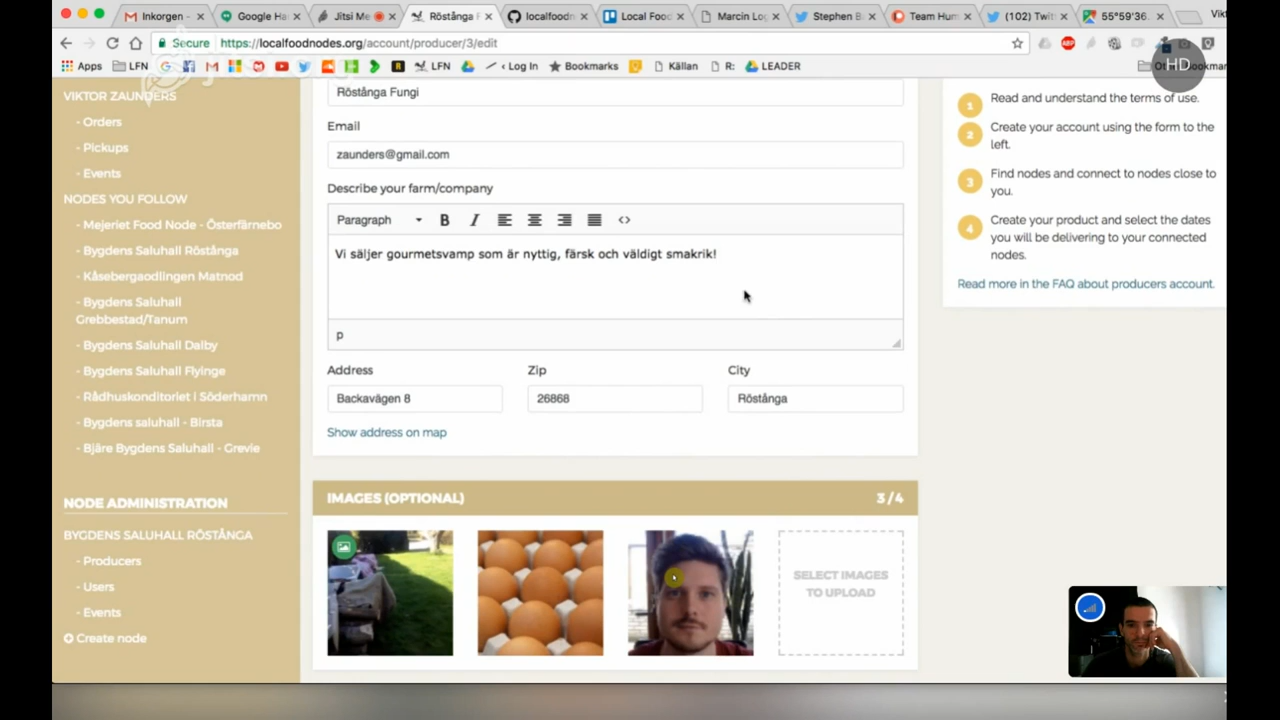 Inkorgen –
Google Ha
Jitsi Me
Röstånga F
localfoodn
Local Food
Marcin
Stephen B
Team Hum
(102) Twit
55°59'36.
Secure
https://localfoodnodes.org/account/producer/3/edit
Apps
LFN
LFN
‹ Log In
Bookmarks
Källan
R:
LEADER
HD
VIKTOR ZAUNDERS
- Orders
- Pickups
- Events
NODES YOU FOLLOW
- Mejeriet Food Node - Österfärnebo
- Bygdens Saluhall Röstånga
- Kåsebergaodlingen Matnod
- Bygdens Saluhall
Grebbestad/Tanum
- Bygdens Saluhall Dalby
- Bygdens Saluhall Flyinge
- Rådhuskonditoriet i Söderhamn
- Bygdens saluhall - Birsta
- Bjäre Bygdens Saluhall - Grevie
NODE ADMINISTRATION
BYGDENS SALUHALL RÖSTÅNGA
- Producers
- Users
- Events
Create node
Röstånga Fungi
Email
zaunders@gmail.com
Describe your farm/company
Paragraph
B
I
<>
Vi säljer gourmetsvamp som är nyttig, färsk och väldigt smakrik!
p
Address
Zip
City
Backavägen 8
26868
Röstånga
Show address on map
IMAGES (OPTIONAL)
3 / 4
SELECT IMAGES
TO UPLOAD
1
Read and understand the terms of use.
2
Create your account using the form to the
left.
3
Find nodes and connect to nodes close to
you.
4
Create your product and select the dates
you will be delivering to your connected
nodes.
Read more in the FAQ about producers account.